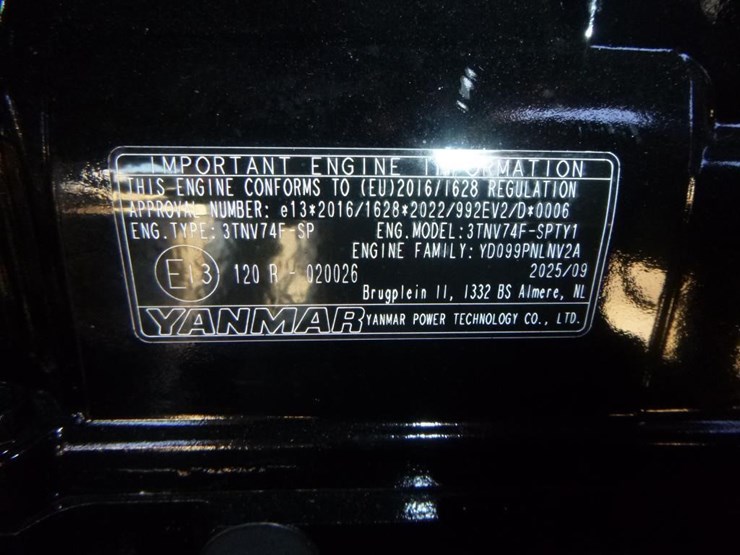 IMPORTANT ENGINE INFORMATION
THIS ENGINE CONFORMS TO (EU)2016/1628 REGULATION
APPROVAL NUMBER: e13*2016/1628*2022/992EV2/D*0006
ENG.TYPE: 3TNV74F-SP ENG.MODEL: 3TNV74F-SPTY1
ENGINE FAMILY: YD099PNLNV2A
E13 120 R - 020026 2025/09
Brugplein 11, 1332 BS Almere, NL
YANMAR YANMAR POWER TECHNOLOGY CO., LTD.